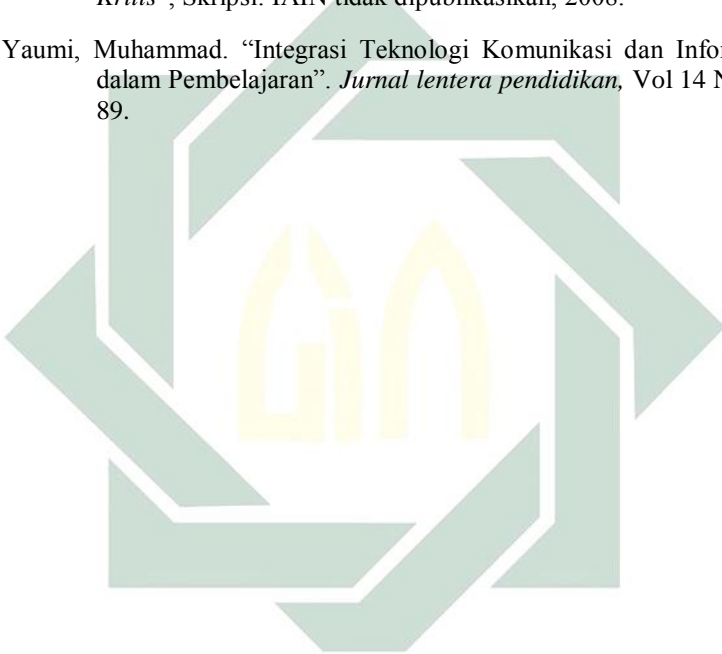 Kritis", Skripsi: IAIN tidak dipublikasikan, 2008.
Yaumi, Muhammad. “Integrasi Teknologi Komunikasi dan
dalam Pembelajaran”. Jurnal lentera pendidikan, Vol 14
89.